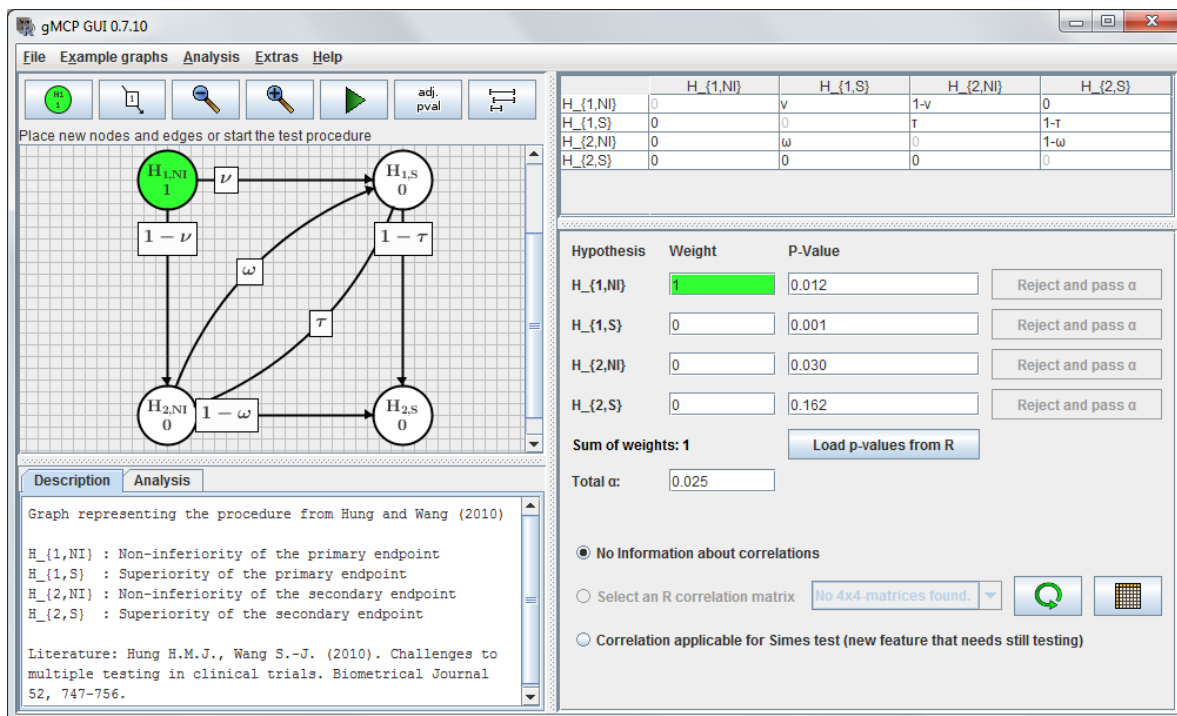 gMCP GUI 0.7.10
File Example graphs Analysis Extras Help
H1
1
1
adj.
pval
Place new nodes and edges or start the test procedure
H_{1,NI} H_{1,S} H_{2,NI} H_{2,S}
H_{1,NI} 0 ν 1-ν 0
H_{1,S} 0 0 τ 1-τ
H_{2,NI} 0 ω 0 1-ω
H_{2,S} 0 0 0 0
H1,NI
1
ν
H1,S
0
1 − ν
1 − τ
ω
τ
H2,NI
0
1 − ω
H2,S
0
Hypothesis Weight P-Value
H_{1,NI} 1 0.012 Reject and pass α
H_{1,S} 0 0.001 Reject and pass α
H_{2,NI} 0 0.030 Reject and pass α
H_{2,S} 0 0.162 Reject and pass α
Sum of weights: 1 Load p-values from R
Total α: 0.025
No Information about correlations
Select an R correlation matrix No 4x4-matrices found.
Correlation applicable for Simes test (new feature that needs still testing)
Description Analysis
Graph representing the procedure from Hung and Wang (2010)
H_{1,NI} : Non-inferiority of the primary endpoint
H_{1,S} : Superiority of the primary endpoint
H_{2,NI} : Non-inferiority of the secondary endpoint
H_{2,S} : Superiority of the secondary endpoint
Literature: Hung H.M.J., Wang S.-J. (2010). Challenges to
multiple testing in clinical trials. Biometrical Journal
52, 747-756.